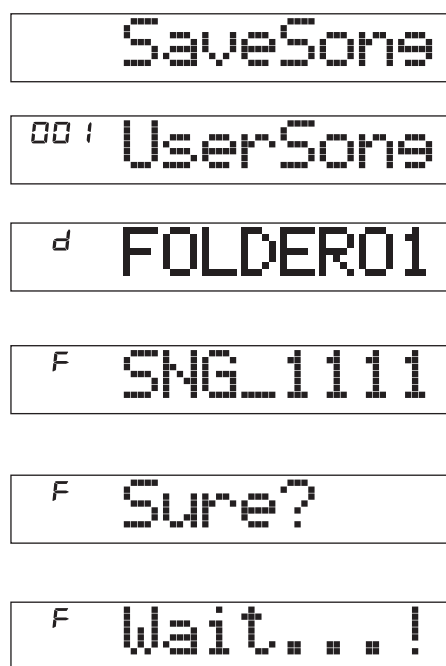 SaveSong
001 UserSong
d FOLDER01
F SNG_1111
F Sure?
F Wait...!